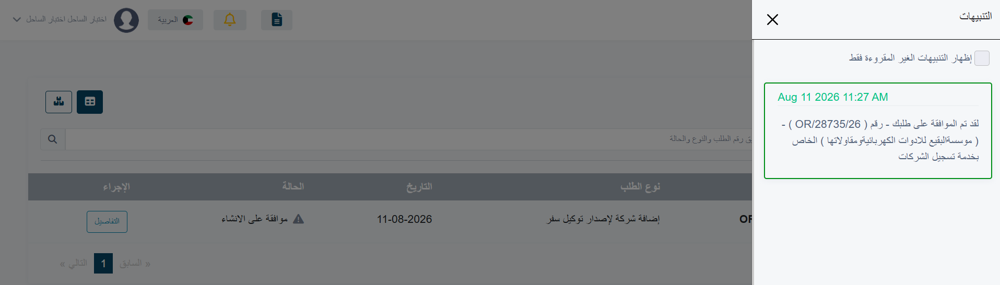 التنبيهات
إظهار التنبيهات الغير المقروءة فقط
Aug 11 2026 11:27 AM
لقد تم الموافقة على طلبك - رقم ( OR/28735/26 ) -
( موسسةالبقيع للادوات الكهربائيةومقاولاتها ) الخاص
بخدمة تسجيل الشركات
العربية
اختبار الساحل اختبار الساحل
رقم الطلب والنوع والحالة
نوع الطلب التاريخ الحالة الإجراء
إضافة شركة لإصدار توكيل سفر 11-08-2026 موافقة على الانشاء التفاصيل
« السابق 1 التالي »